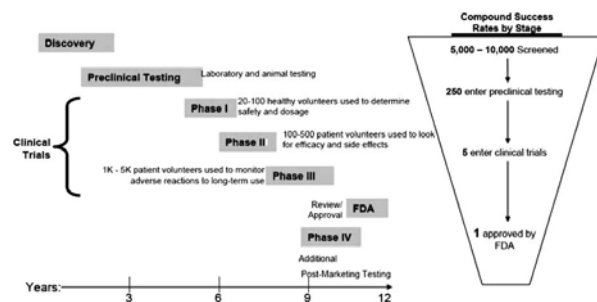 Discovery
Preclinical Testing
Laboratory and animal testing
Clinical
Trials
Phase I
20-100 healthy volunteers used to determine
safety and dosage
Phase II
100-500 patient volunteers used to look
for efficacy and side effects
1K - 5K patient volunteers used to monitor
adverse reactions to long-term use
Phase III
Review/
Approval
FDA
Phase IV
Additional
Post-Marketing Testing
Years:
3
6
9
12
Compound Success
Rates by Stage
5,000 – 10,000 Screened
250 enter preclinical testing
5 enter clinical trials
1 approved by
FDA